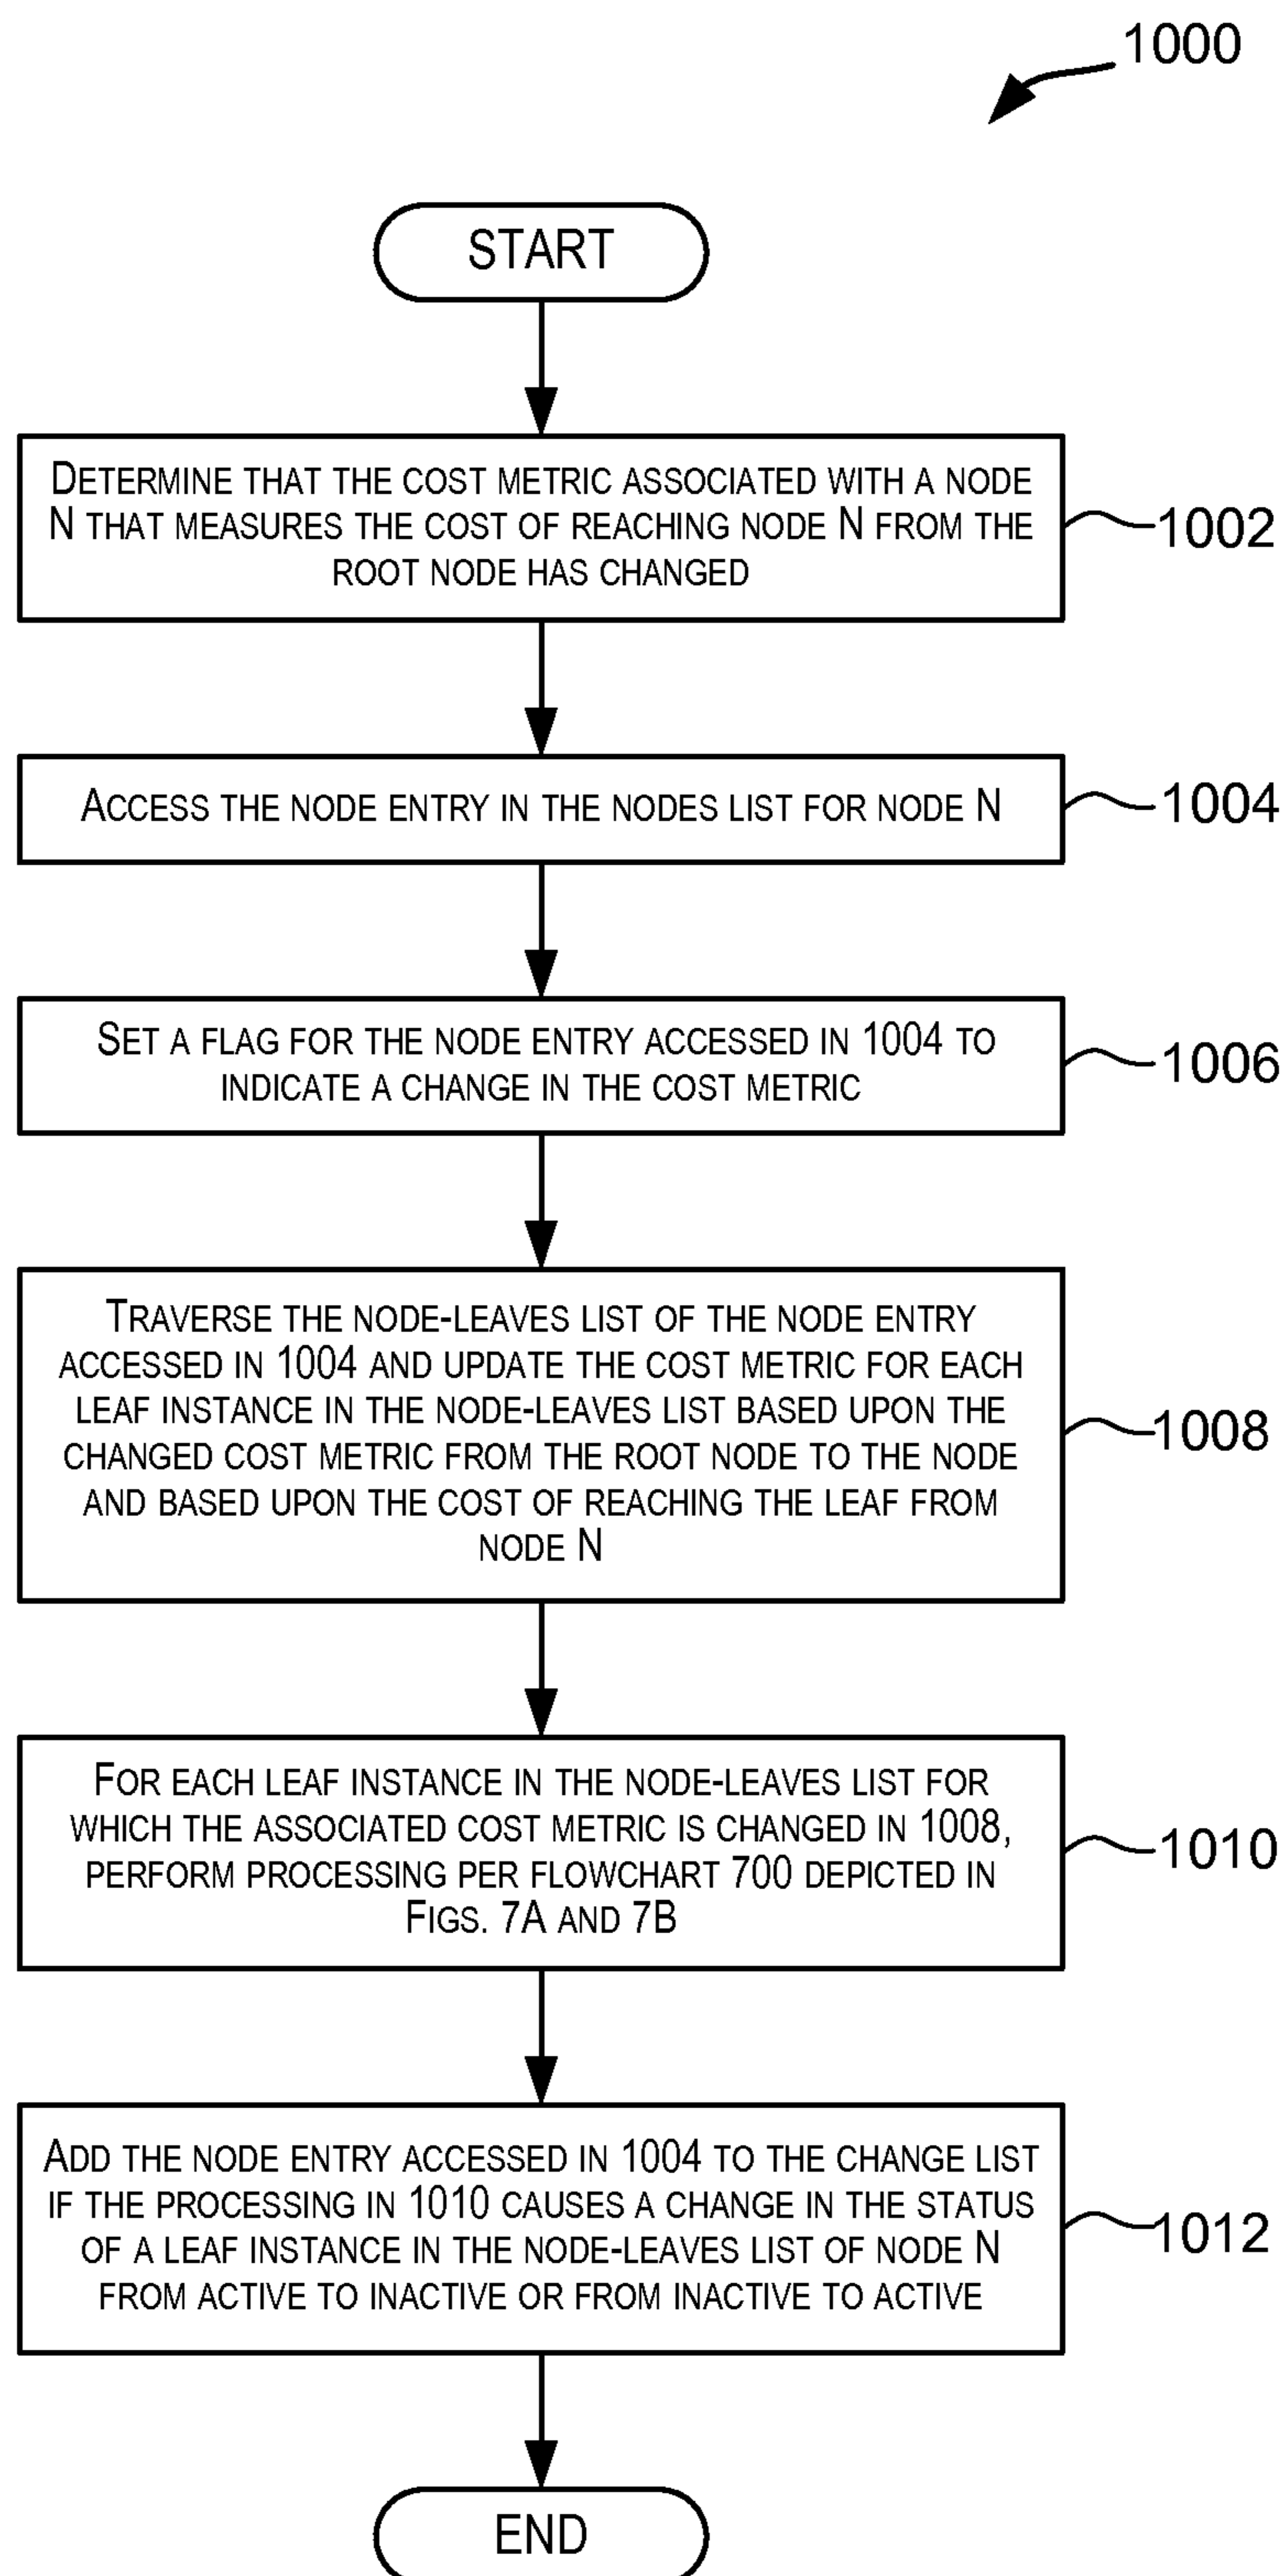 1000
START
DETERMINE THAT THE COST METRIC ASSOCIATED WITH A NODE
N THAT MEASURES THE COST OF REACHING NODE N FROM THE
ROOT NODE HAS CHANGED
1002
ACCESS THE NODE ENTRY IN THE NODES LIST FOR NODE N
1004
SET A FLAG FOR THE NODE ENTRY ACCESSED IN 1004 TO
INDICATE A CHANGE IN THE COST METRIC
1006
TRAVERSE THE NODE-LEAVES LIST OF THE NODE ENTRY
ACCESSED IN 1004 AND UPDATE THE COST METRIC FOR EACH
LEAF INSTANCE IN THE NODE-LEAVES LIST BASED UPON THE
CHANGED COST METRIC FROM THE ROOT NODE TO THE NODE
AND BASED UPON THE COST OF REACHING THE LEAF FROM
NODE N
1008
FOR EACH LEAF INSTANCE IN THE NODE-LEAVES LIST FOR
WHICH THE ASSOCIATED COST METRIC IS CHANGED IN 1008,
PERFORM PROCESSING PER FLOWCHART 700 DEPICTED IN
FIGS. 7A AND 7B
1010
ADD THE NODE ENTRY ACCESSED IN 1004 TO THE CHANGE LIST
IF THE PROCESSING IN 1010 CAUSES A CHANGE IN THE STATUS
OF A LEAF INSTANCE IN THE NODE-LEAVES LIST OF NODE N
FROM ACTIVE TO INACTIVE OR FROM INACTIVE TO ACTIVE
1012
END